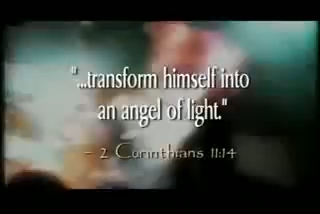 "...transform himself into
an angel of light."
- 2 Corinthians 11:14